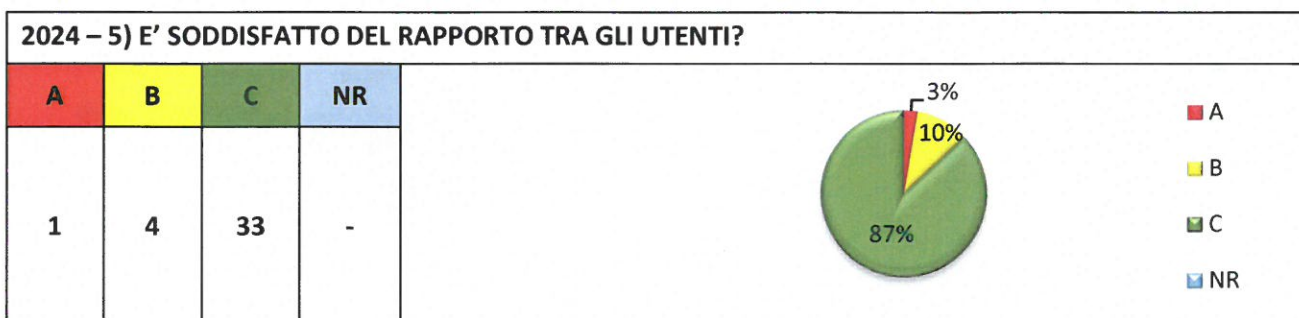 2024 – 5) E' SODDISFATTO DEL RAPPORTO TRA GLI UTENTI?
A B C NR
1 4 33 -
3%
10%
87%
A
B
C
NR